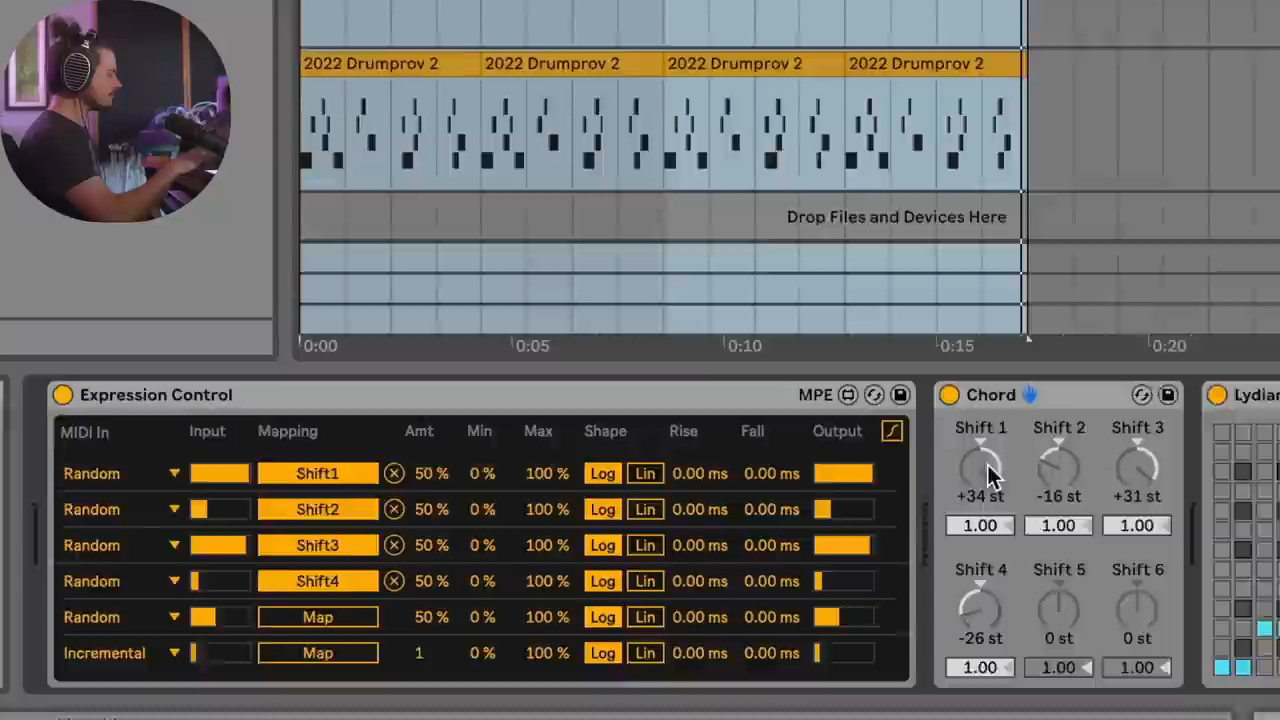 2022 Drumprov 2 2022 Drumprov 2 2022 Drumprov 2 2022 Drumprov 2
Drop Files and Devices Here
0:00 0:05 0:10 0:15 0:20
Expression Control MPE
MIDI In Input Mapping Amt Min Max Shape Rise Fall Output
Random Shift1 50 % 0 % 100 % Log Lin 0.00 ms 0.00 ms
Random Shift2 50 % 0 % 100 % Log Lin 0.00 ms 0.00 ms
Random Shift3 50 % 0 % 100 % Log Lin 0.00 ms 0.00 ms
Random Shift4 50 % 0 % 100 % Log Lin 0.00 ms 0.00 ms
Random Map 50 % 0 % 100 % Log Lin 0.00 ms 0.00 ms
Incremental Map 1 0 % 100 % Log Lin 0.00 ms 0.00 ms
Chord
Shift 1 Shift 2 Shift 3
+34 st -16 st +31 st
1.00 1.00 1.00
Shift 4 Shift 5 Shift 6
-26 st 0 st 0 st
1.00 1.00 1.00